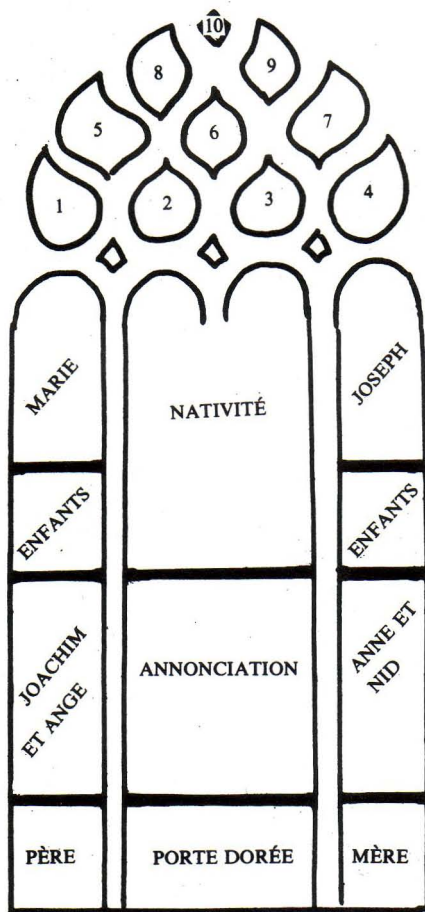 10
8
9
5
6
7
1
2
3
4
MARIE
NATIVITÉ
JOSEPH
ENFANTS
ENFANTS
JOACHIM
ET ANGE
ANNONCIATION
ANNE ET
NID
PÈRE
PORTE DORÉE
MÈRE